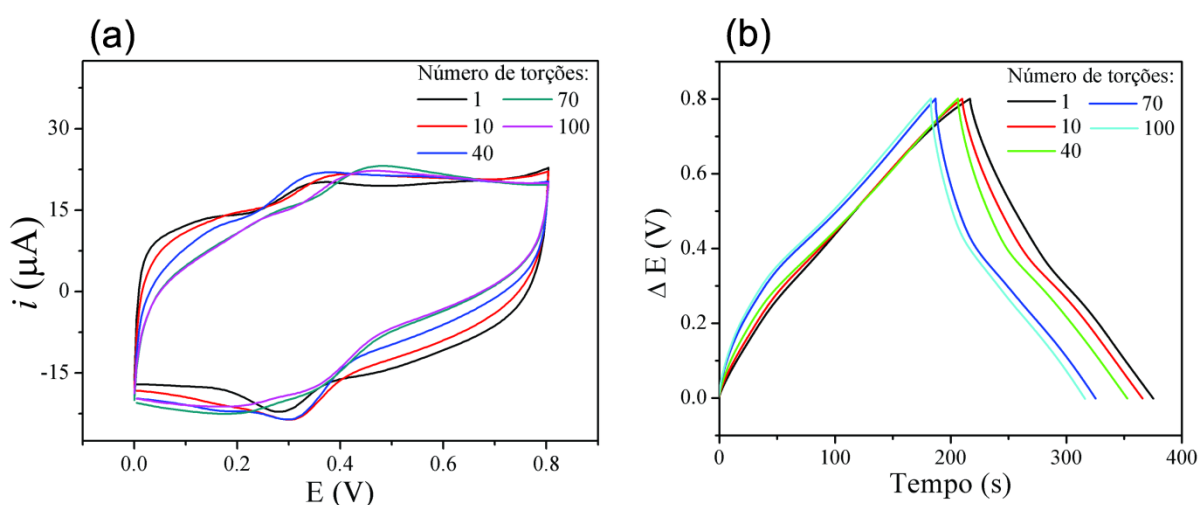 (a)
Número de torções:
1 70
10 100
40
30
15
0
-15
i (μA)
0.0 0.2 0.4 0.6 0.8
E (V)
(b)
Número de torções:
1 70
10 100
40
0.8
0.6
0.4
0.2
0.0
Δ E (V)
0 100 200 300 400
Tempo (s)